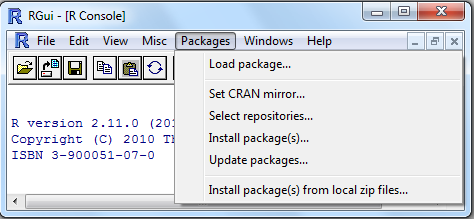 RGui - [R Console]
File Edit View Misc Packages Windows Help
Load package...
Set CRAN mirror...
Select repositories...
Install package(s)...
Update packages...
Install package(s) from local zip files...
R version 2.11.0 (201
Copyright (C) 2010 Th
ISBN 3-900051-07-0